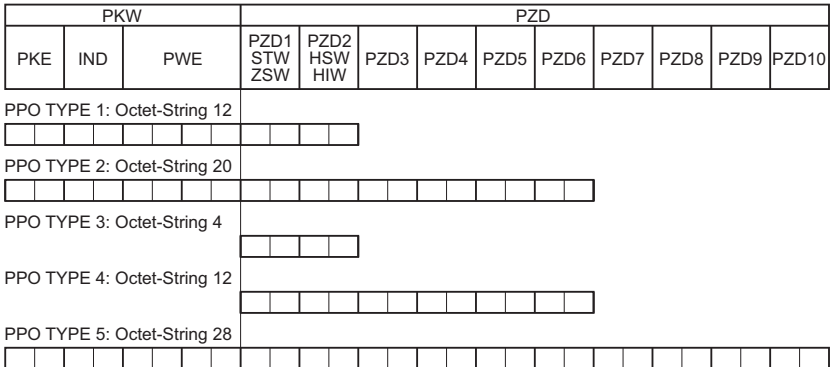 PKW PZD
PKE IND PWE PZD1 STW ZSW PZD2 HSW HIW PZD3 PZD4 PZD5 PZD6 PZD7 PZD8 PZD9 PZD10
PPO TYPE 1: Octet-String 12
PPO TYPE 2: Octet-String 20
PPO TYPE 3: Octet-String 4
PPO TYPE 4: Octet-String 12
PPO TYPE 5: Octet-String 28